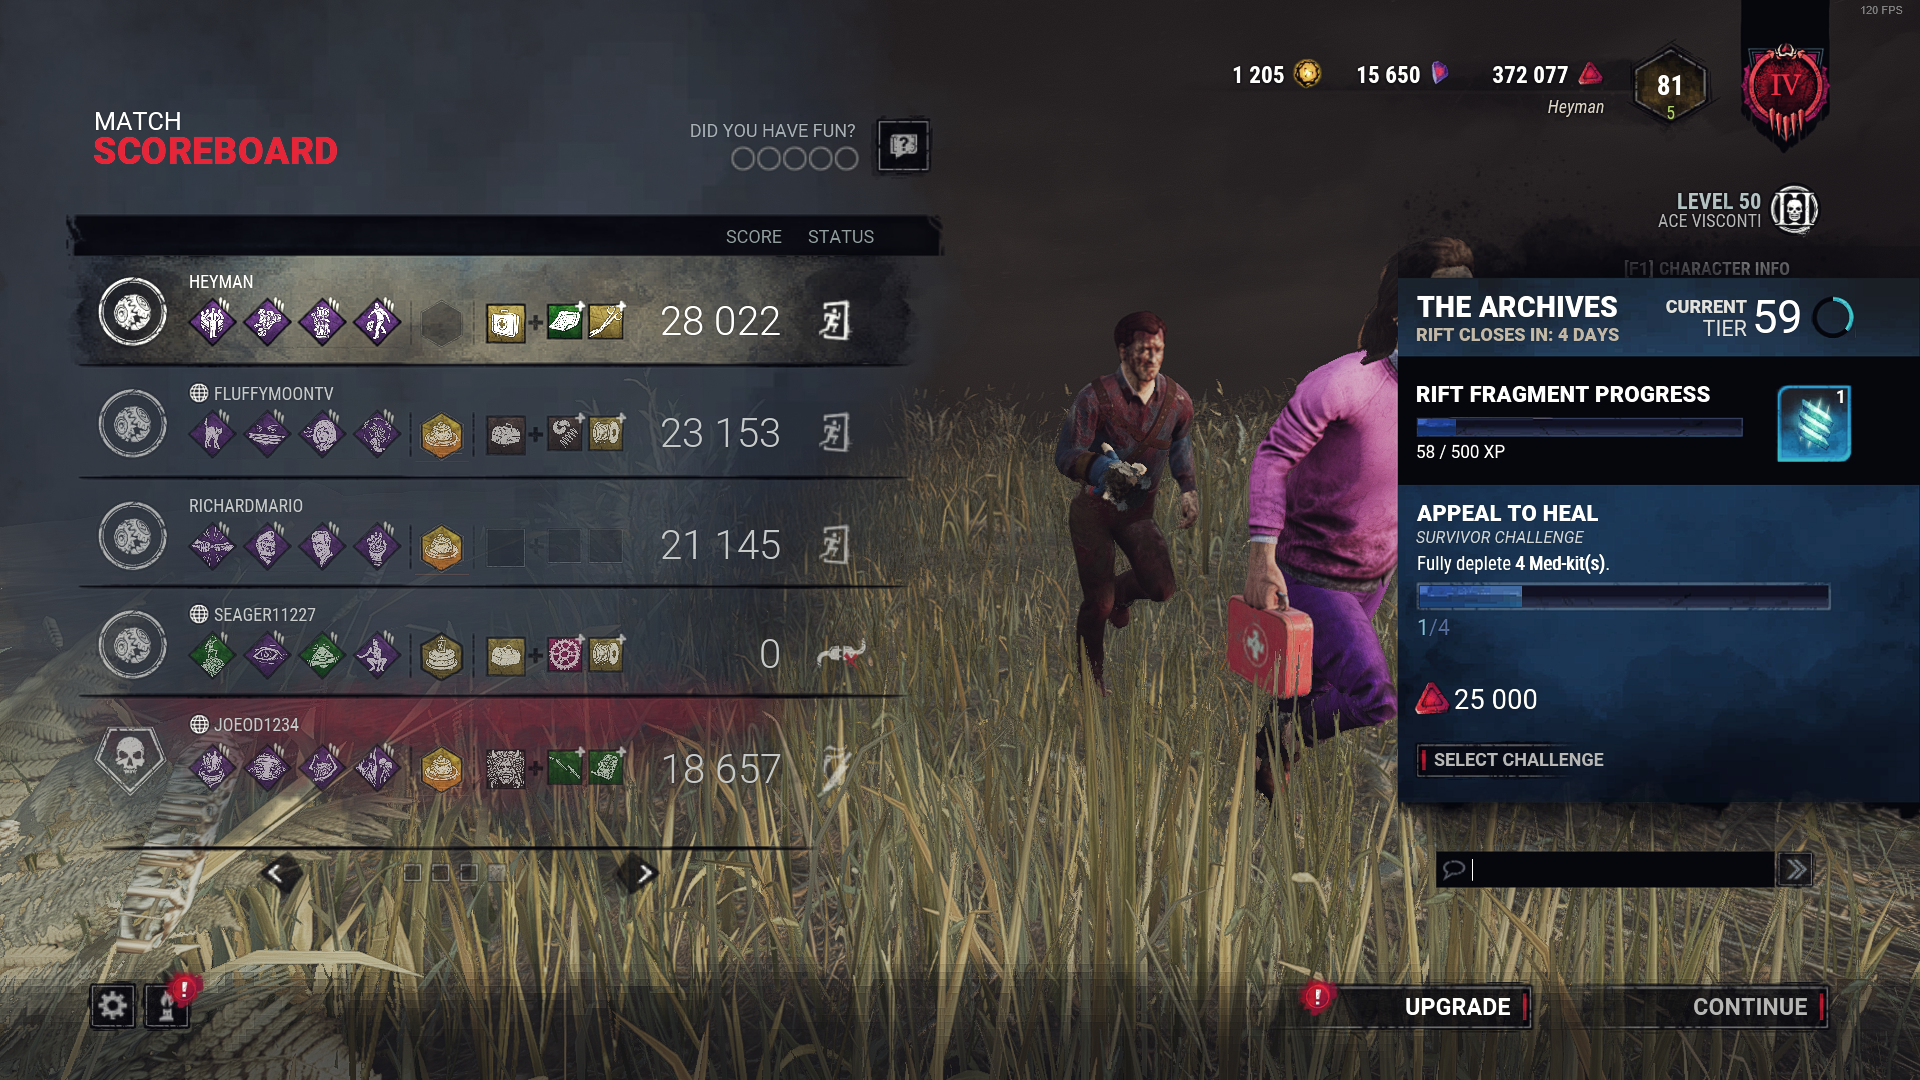 120 FPS
1 205
15 650
372 077
Heyman
81
5
IV
MATCH
SCOREBOARD
DID YOU HAVE FUN?
?
LEVEL 50
ACE VISCONTI
III
[F1] CHARACTER INFO
SCORE STATUS
HEYMAN
28 022
FLUFFYMOONTV
23 153
RICHARDMARIO
21 145
SEAGER11227
0
JOEOD1234
18 657
THE ARCHIVES
RIFT CLOSES IN: 4 DAYS
CURRENT
TIER 59
RIFT FRAGMENT PROGRESS
1
58 / 500 XP
APPEAL TO HEAL
SURVIVOR CHALLENGE
Fully deplete 4 Med-kit(s).
1/4
25 000
SELECT CHALLENGE
!
!
UPGRADE
CONTINUE